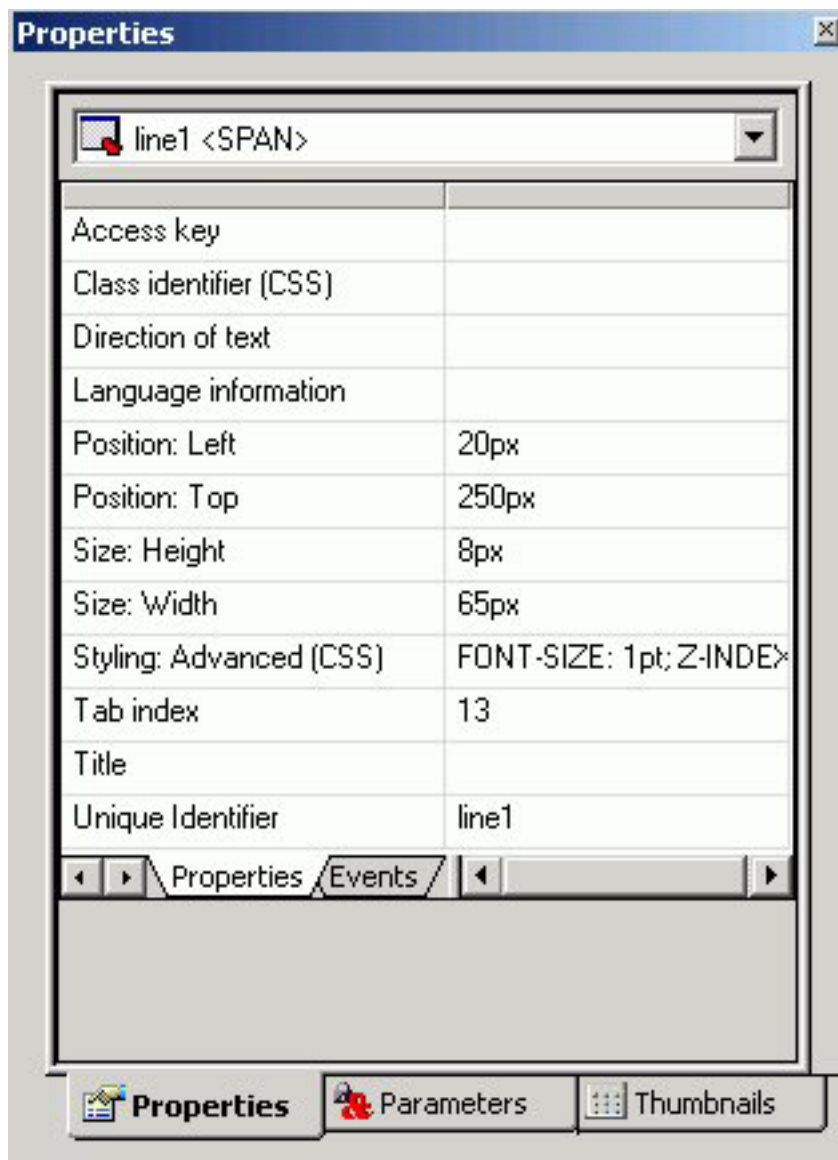 Properties
line1 <SPAN>
Access key
Class identifier (CSS)
Direction of text
Language information
Position: Left 20px
Position: Top 250px
Size: Height 8px
Size: Width 65px
Styling: Advanced (CSS) FONT-SIZE: 1pt; Z-INDEX
Tab index 13
Title
Unique Identifier line1
Properties Events
Properties Parameters Thumbnails